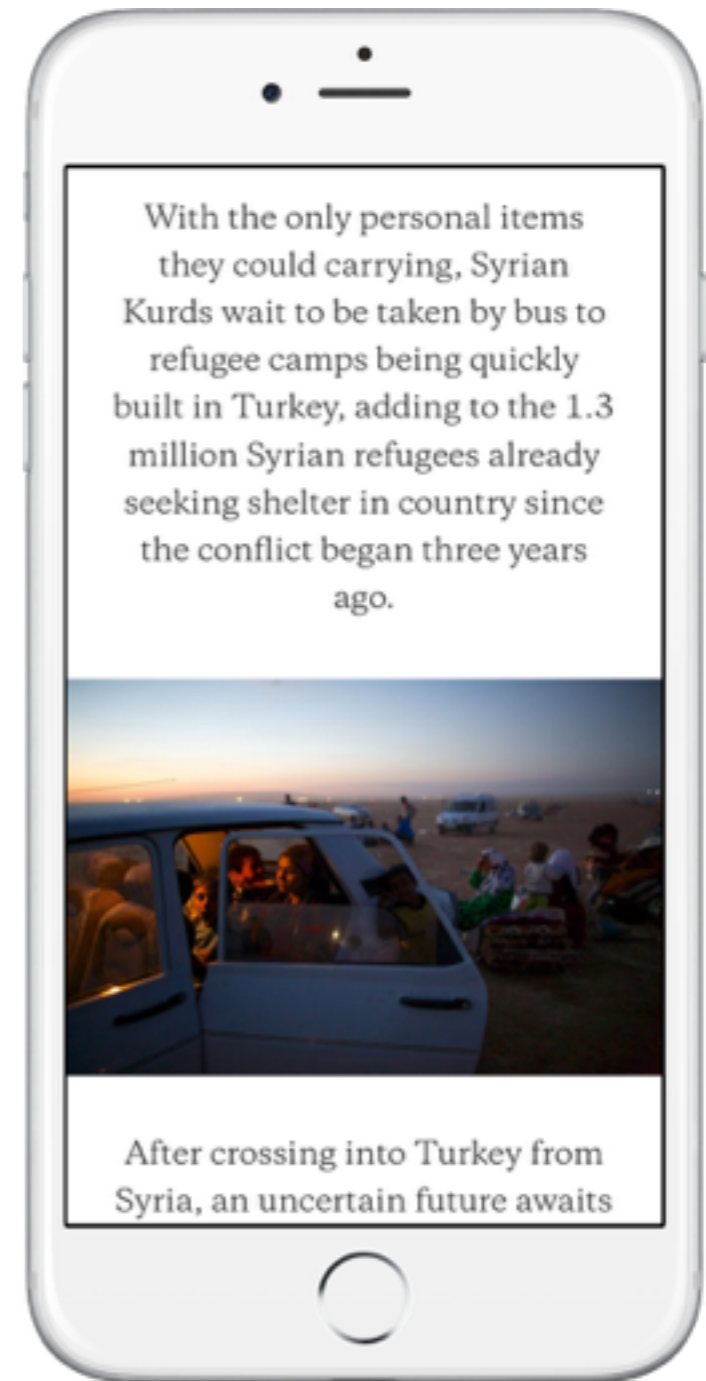 With the only personal items
they could carrying, Syrian
Kurds wait to be taken by bus to
refugee camps being quickly
built in Turkey, adding to the 1.3
million Syrian refugees already
seeking shelter in country since
the conflict began three years
ago.
After crossing into Turkey from
Syria, an uncertain future awaits